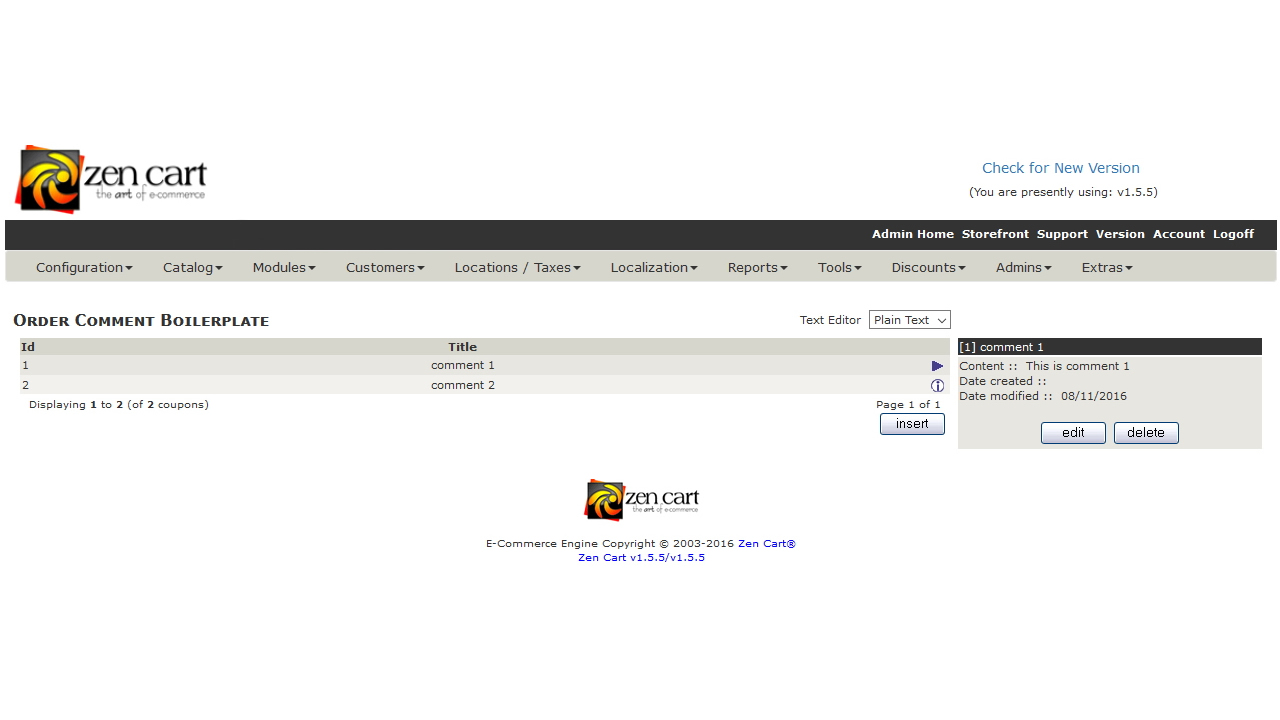 zen cart
the art of e-commerce
Check for New Version
(You are presently using: v1.5.5)
Admin Home Storefront Support Version Account Logoff
Configuration Catalog Modules Customers Locations / Taxes Localization Reports Tools Discounts Admins Extras
Order Comment Boilerplate
Text Editor Plain Text
Id Title
1 comment 1
2 comment 2
Displaying 1 to 2 (of 2 coupons) Page 1 of 1
insert
[1] comment 1
Content :: This is comment 1
Date created ::
Date modified :: 08/11/2016
edit delete
zen cart
the art of e-commerce
E-Commerce Engine Copyright © 2003-2016 Zen Cart®
Zen Cart v1.5.5/v1.5.5